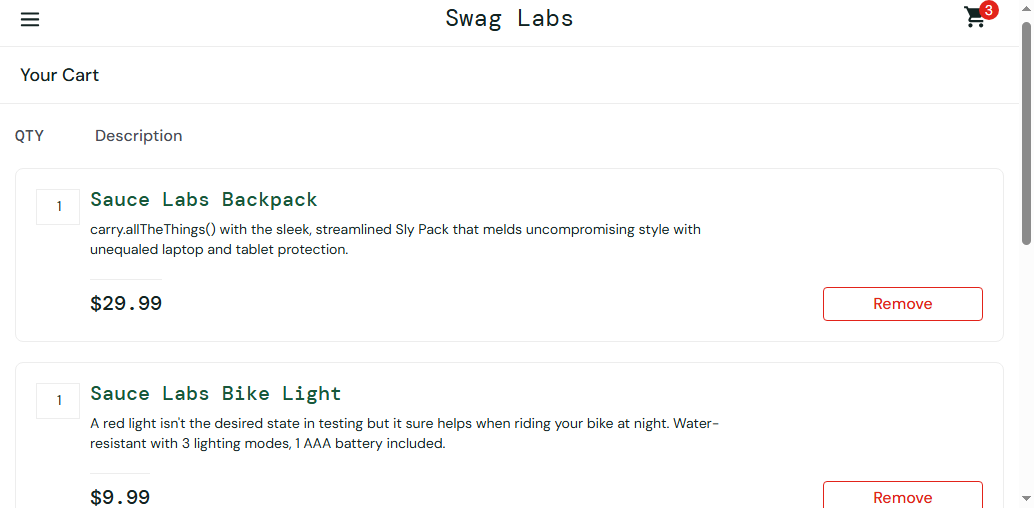 Swag Labs
3
Your Cart
QTY Description
1
Sauce Labs Backpack
carry.allTheThings() with the sleek, streamlined Sly Pack that melds uncompromising style with
unequaled laptop and tablet protection.
$29.99
Remove
1
Sauce Labs Bike Light
A red light isn't the desired state in testing but it sure helps when riding your bike at night. Water-
resistant with 3 lighting modes, 1 AAA battery included.
$9.99
Remove